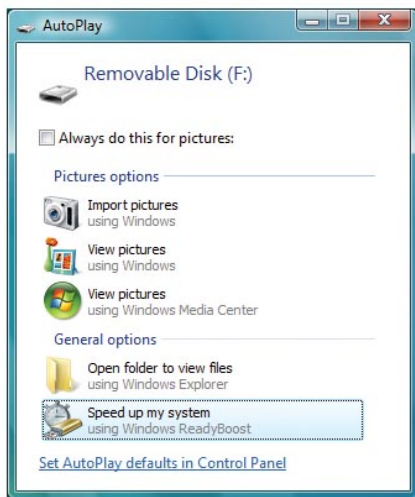 AutoPlay
Removable Disk (F:)
Always do this for pictures:
Pictures options
Import pictures
using Windows
View pictures
using Windows
View pictures
using Windows Media Center
General options
Open folder to view files
using Windows Explorer
Speed up my system
using Windows ReadyBoost
Set AutoPlay defaults in Control Panel